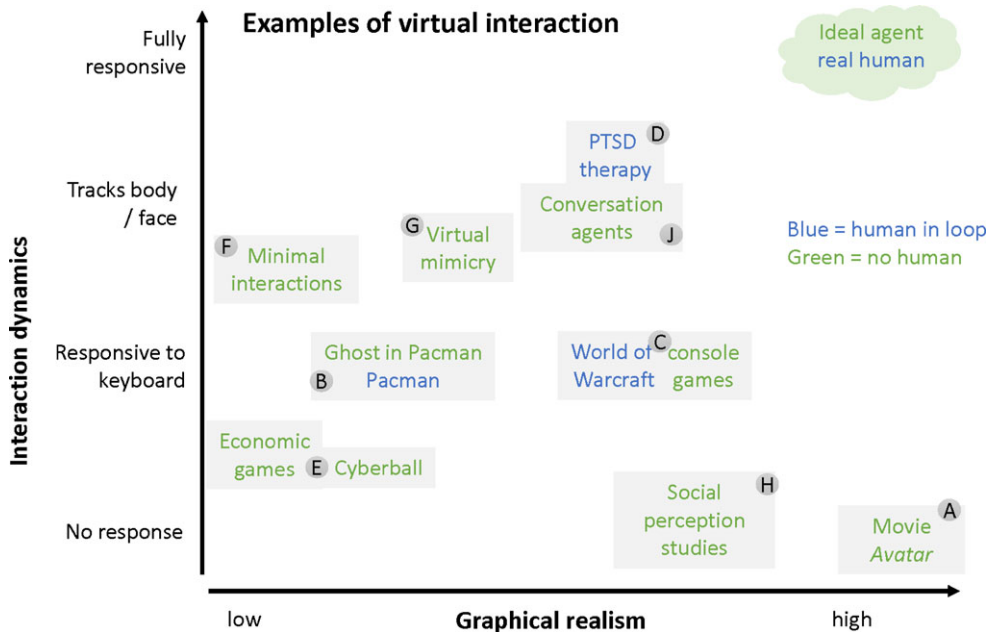 Examples of virtual interaction
Ideal agent
real human
Fully
responsive
D
PTSD
therapy
Tracks body
/ face
Conversation
agents
J
G
Virtual
mimicry
F
Minimal
interactions
Blue = human in loop
Green = no human
Interaction dynamics
Responsive to
keyboard
Ghost in Pacman
B Pacman
World of C console
Warcraft games
Economic
games E Cyberball
No response
H
Social
perception
studies
A
Movie
Avatar
low Graphical realism high